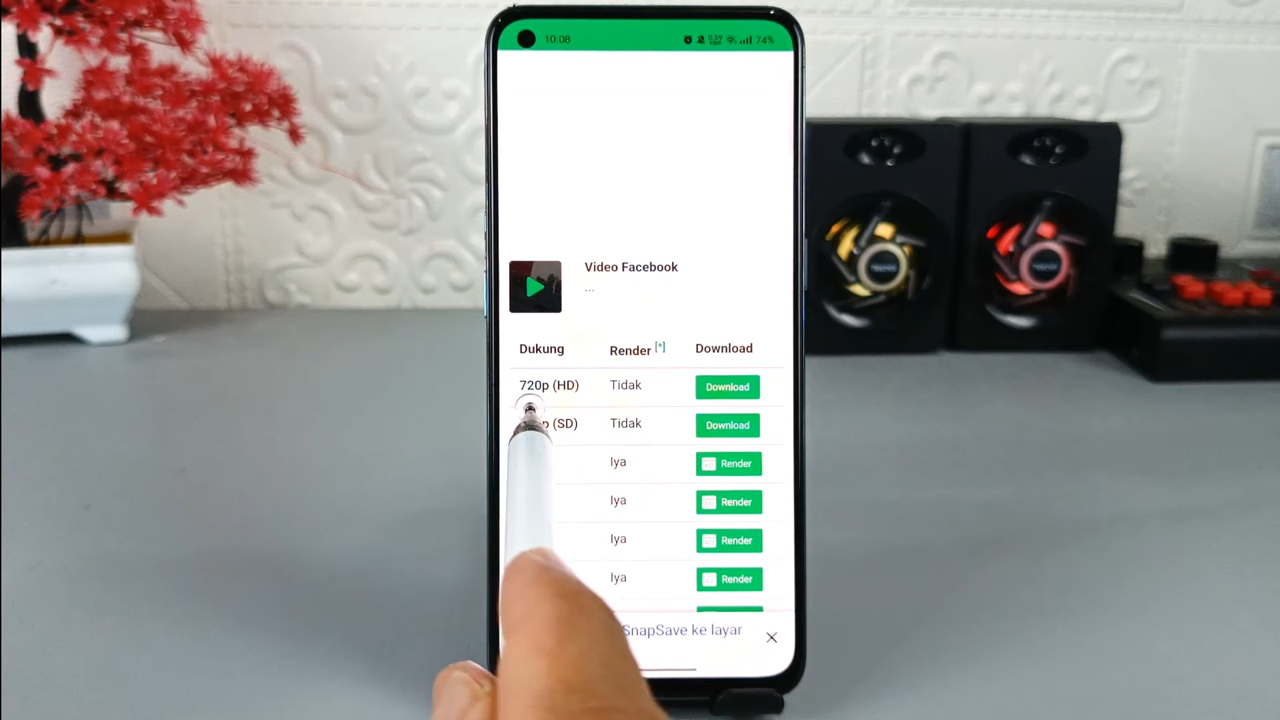 10.08
74%
Video Facebook
...
Dukung Render [*] Download
720p (HD) Tidak Download
p (SD) Tidak Download
Iya Render
Iya Render
Iya Render
Iya Render
SnapSave ke layar